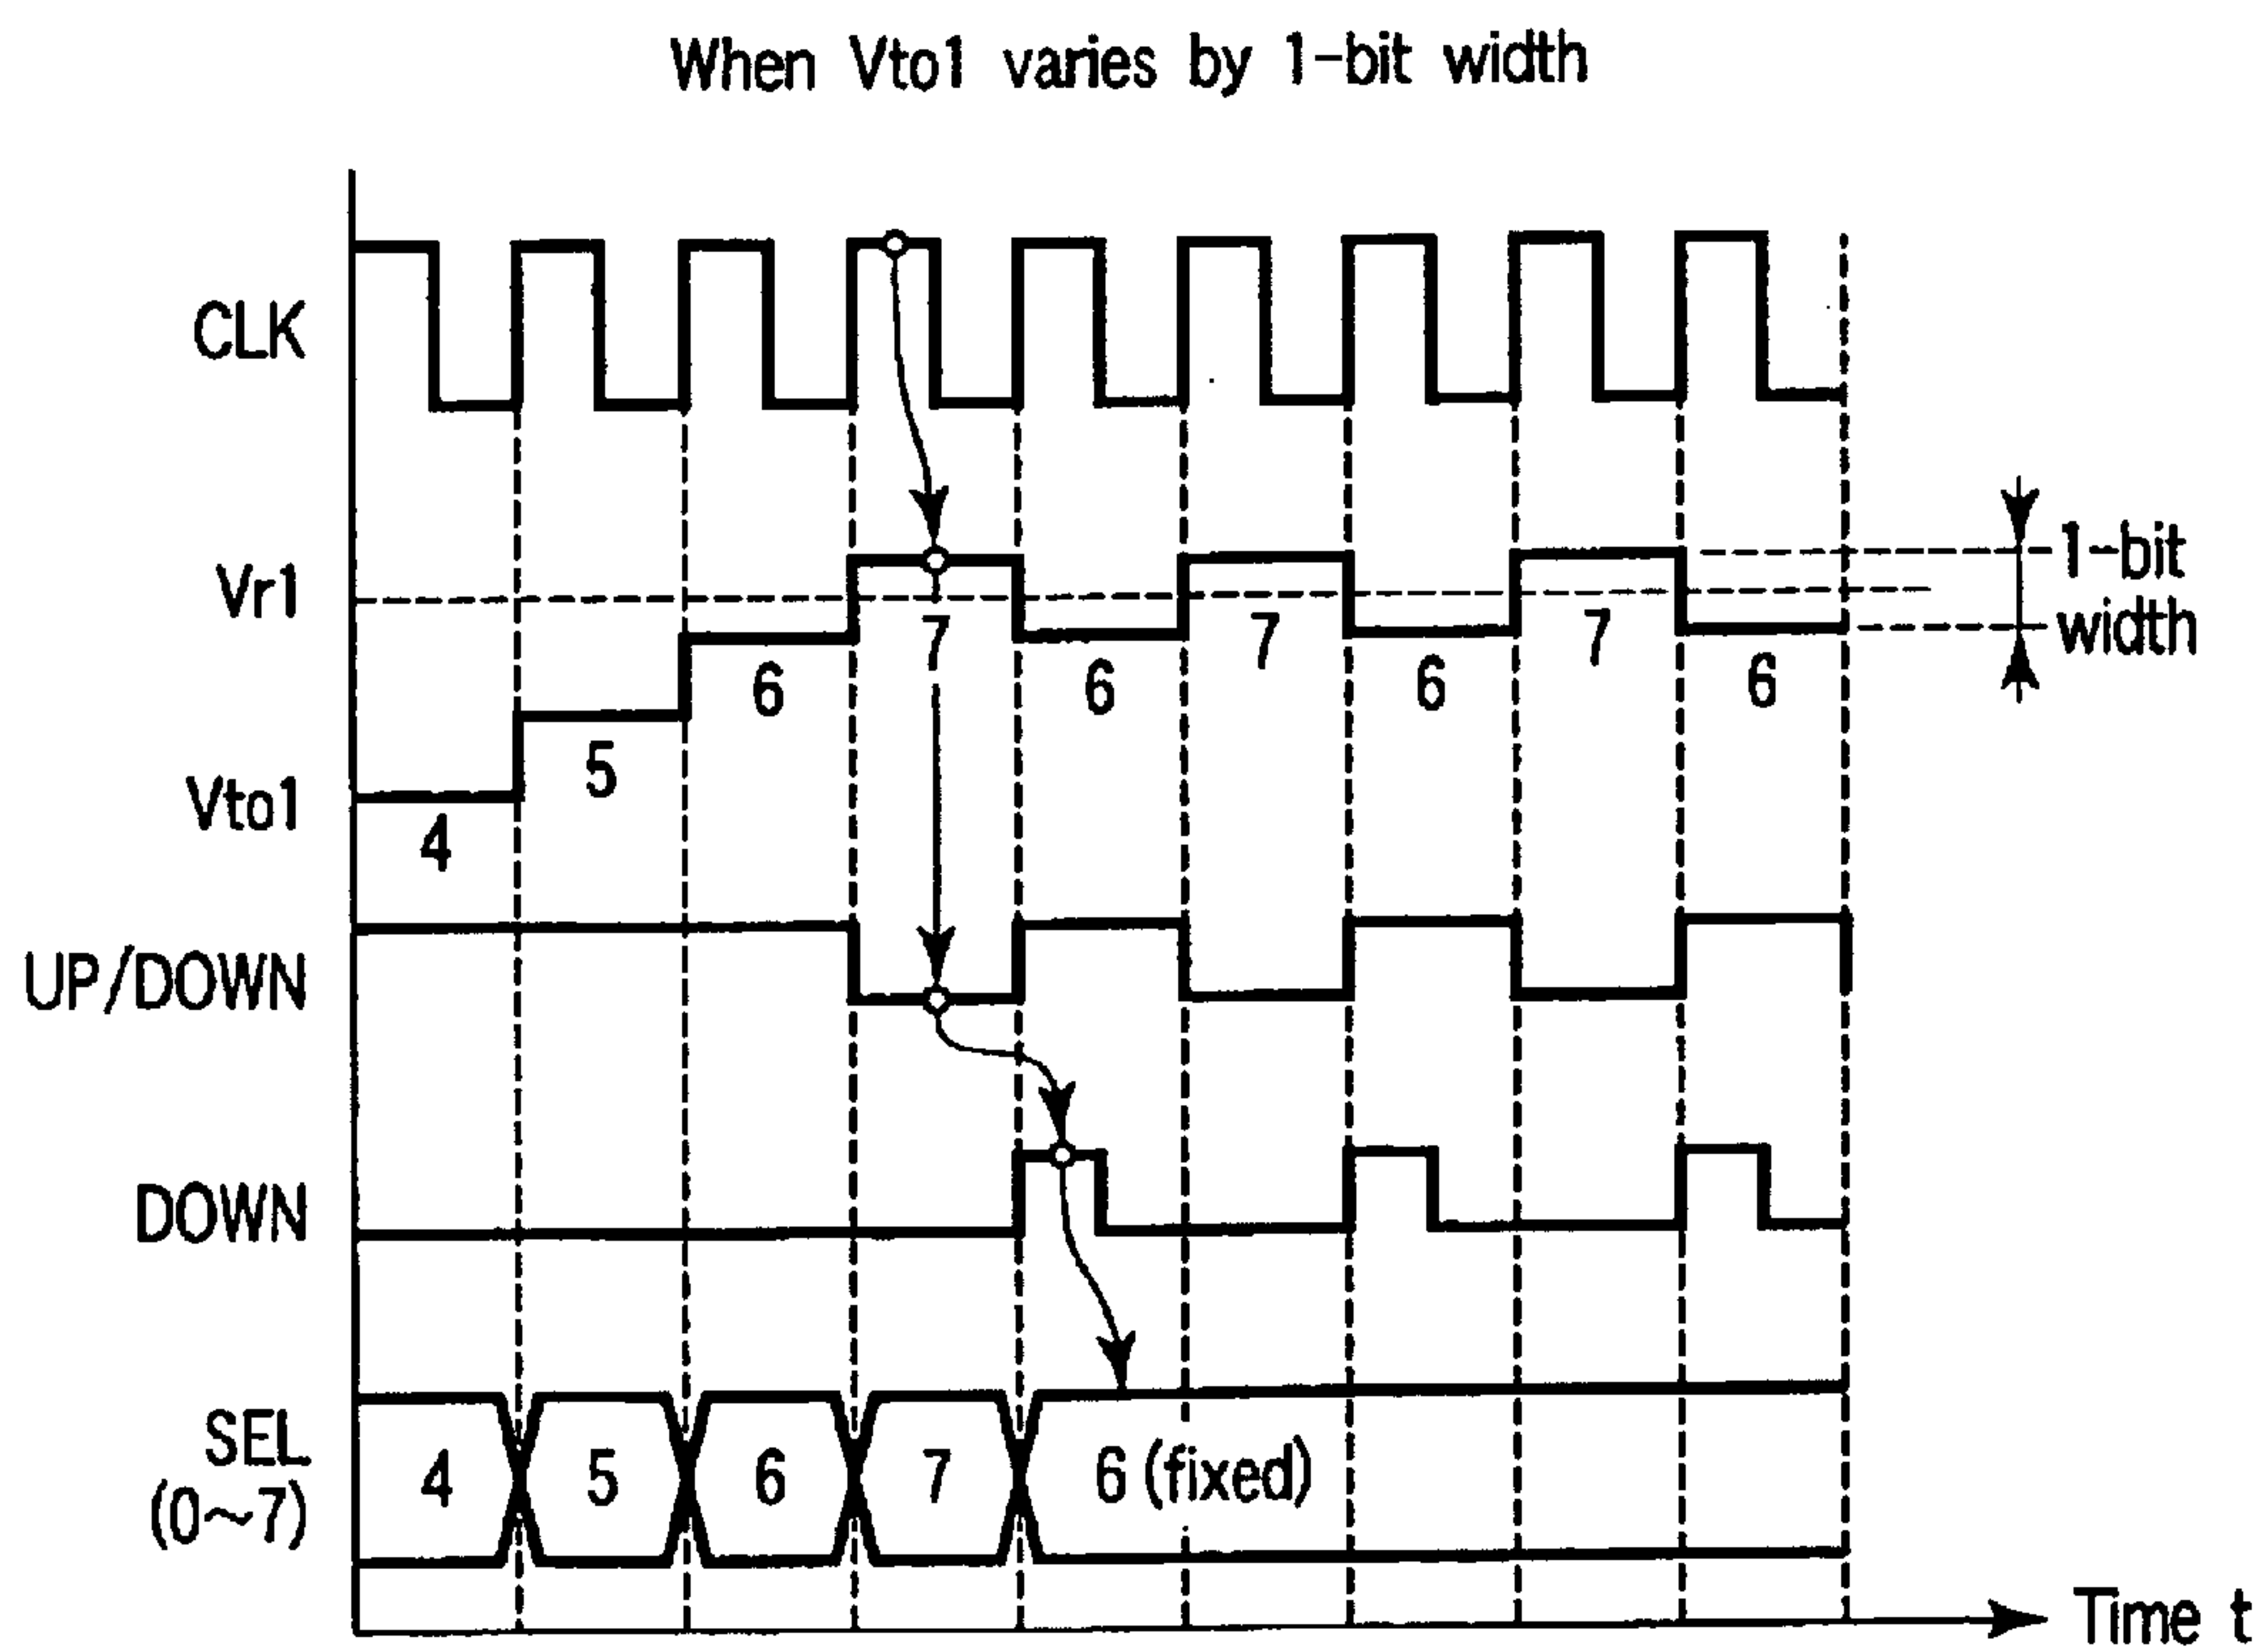 When Vto1 varies by 1-bit width
CLK
Vr1
1-bit
width
7
7
7
6
6
6
6
5
Vto1
4
UP/DOWN
DOWN
SEL
(0~7)
4
5
6
7
6 (fixed)
Time t